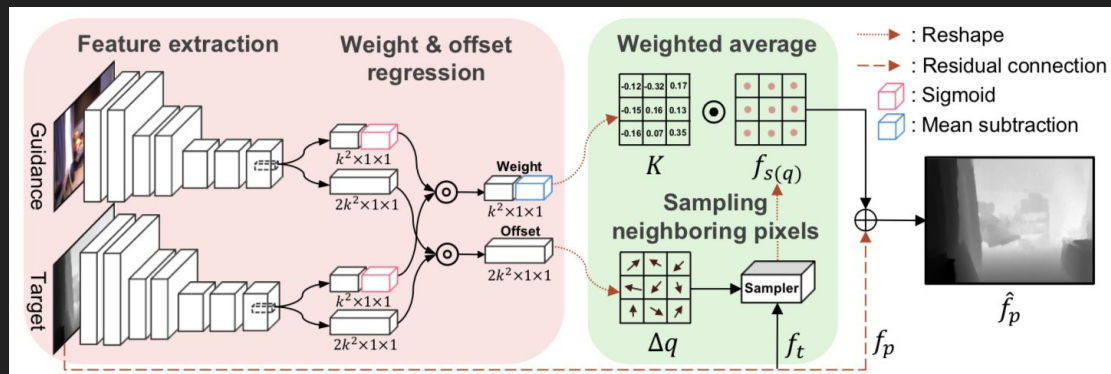 Feature extraction
Weight & offset
regression
Guidance
Target
k²×1×1
2k²×1×1
k²×1×1
2k²×1×1
Weight
k²×1×1
Offset
2k²×1×1
Weighted average
-0.12 -0.32 0.17
-0.15 0.16 0.13
-0.16 0.07 0.35
K
f_{s(q)}
Sampling
neighboring pixels
Δq
Sampler
f_t
f_p
: Reshape
: Residual connection
: Sigmoid
: Mean subtraction
f̂_p